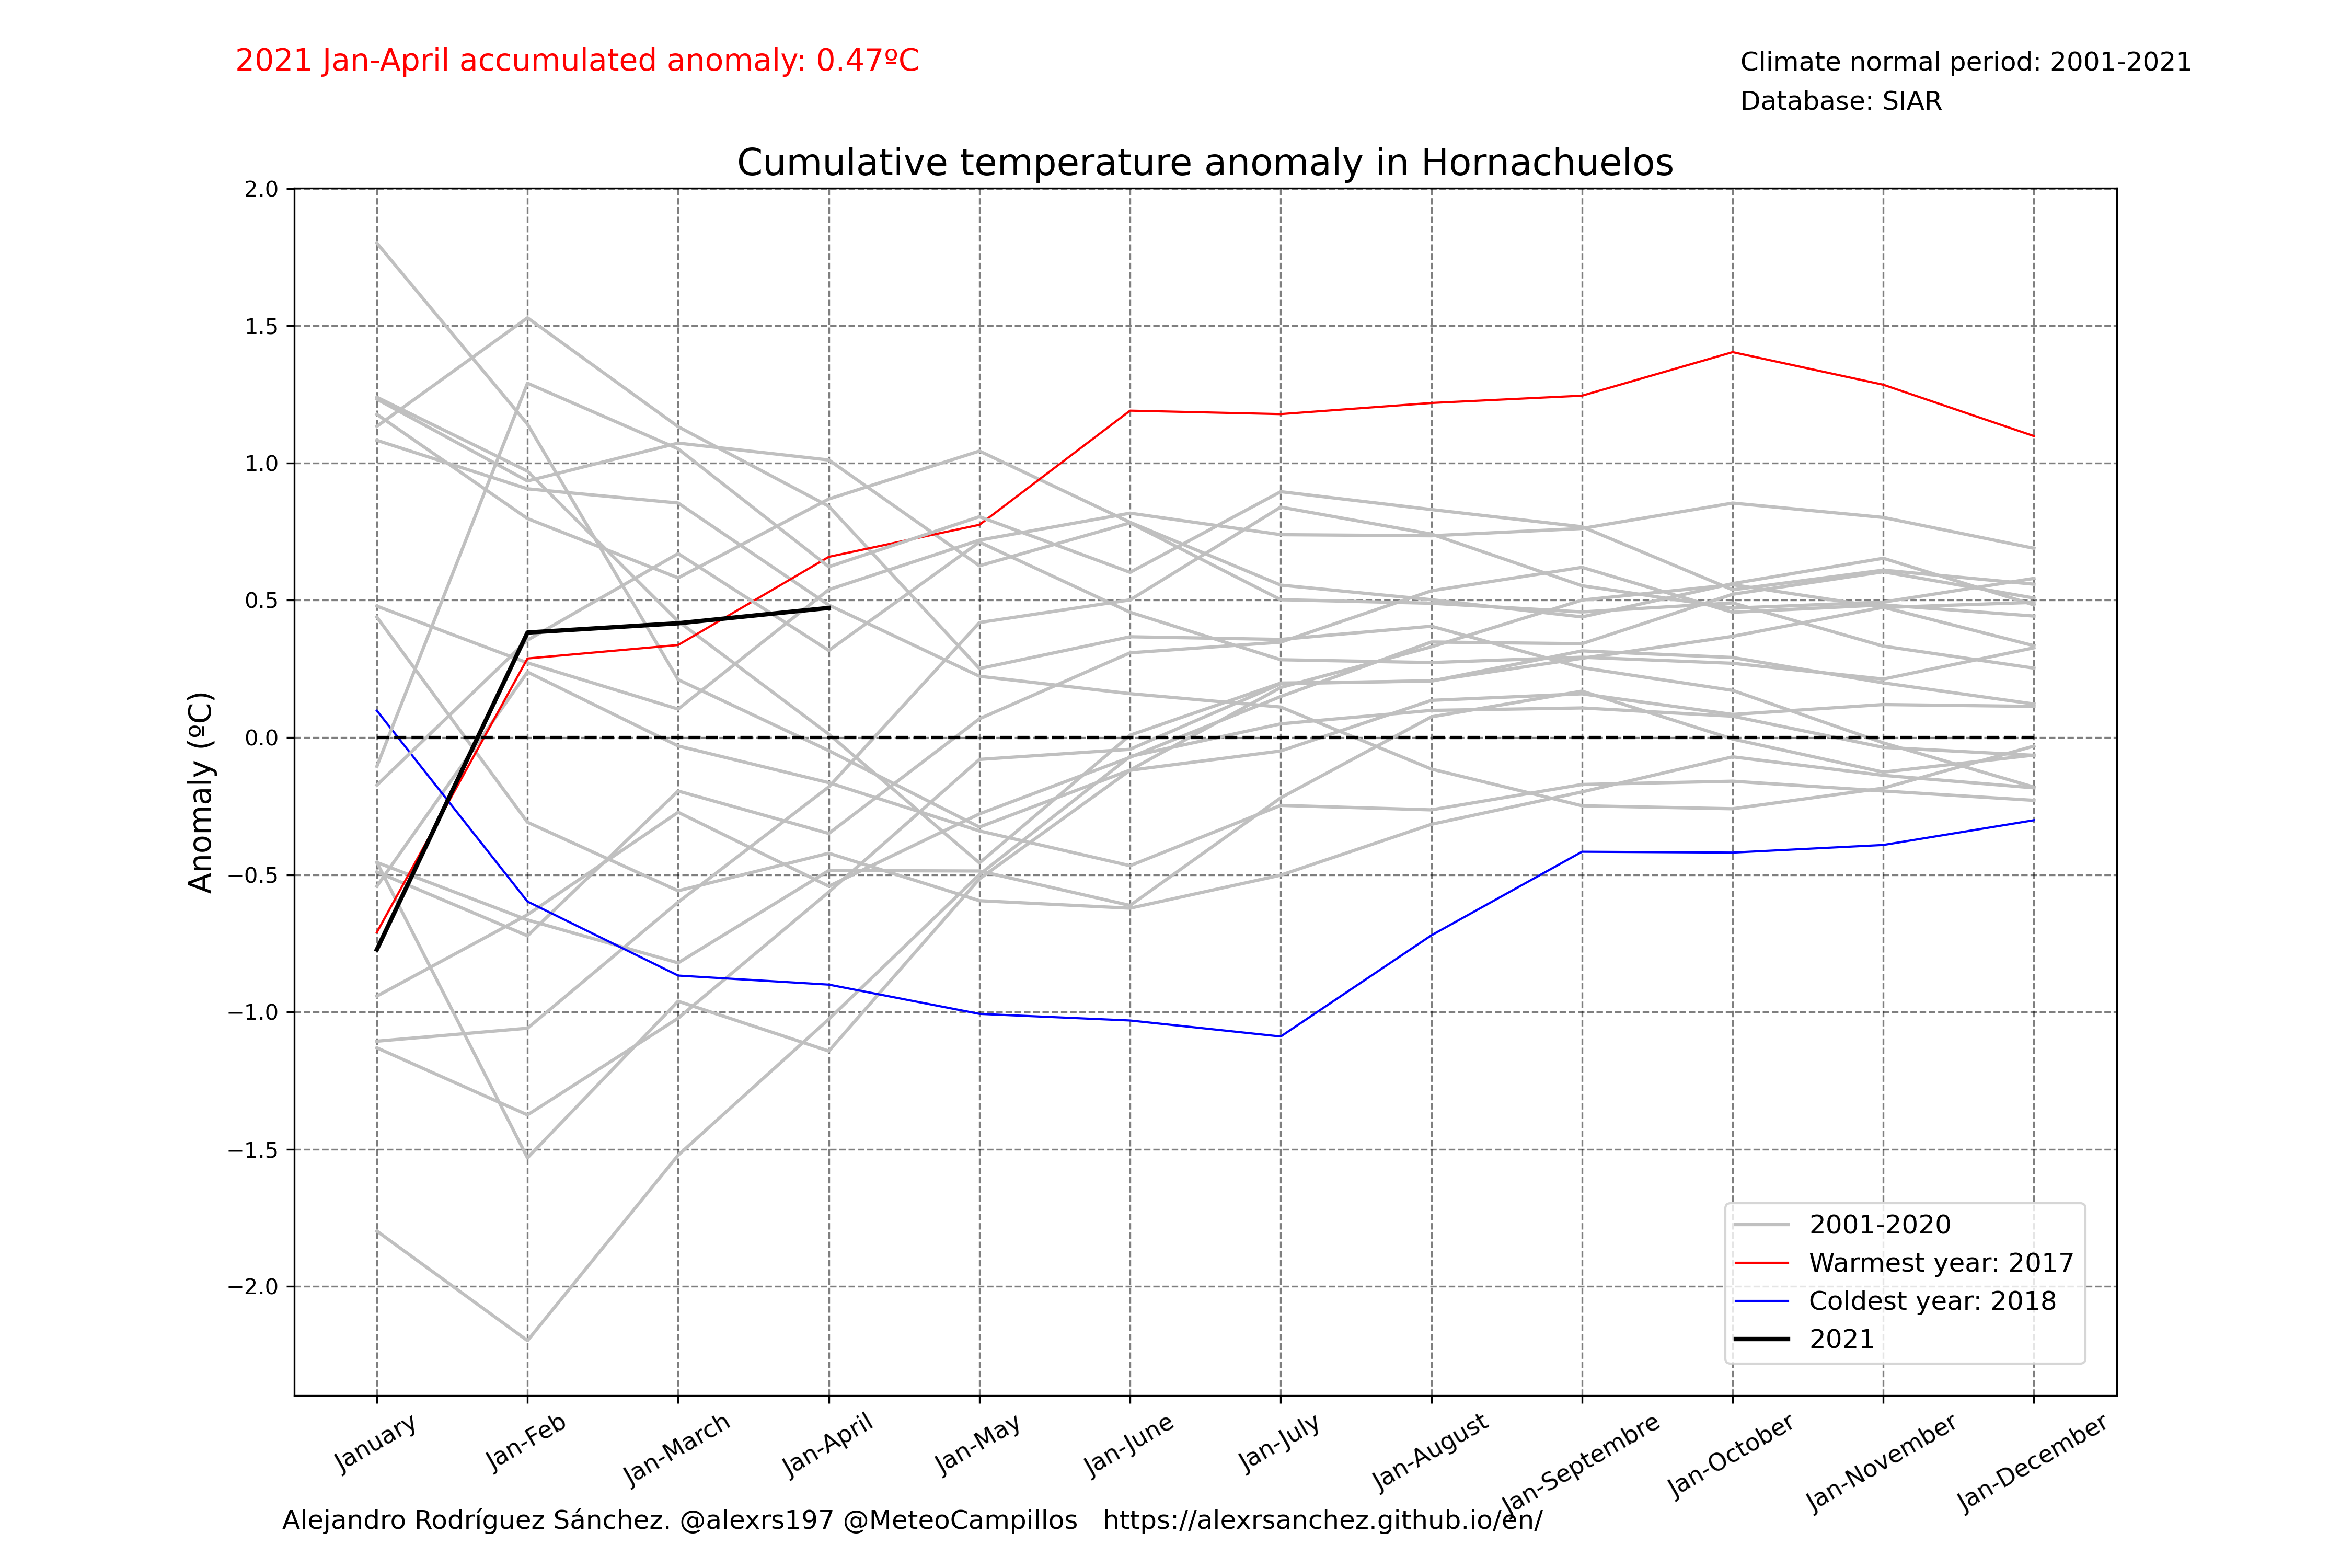 2021 Jan-April accumulated anomaly: 0.47ºC
Climate normal period: 2001-2021
Database: SIAR
Cumulative temperature anomaly in Hornachuelos
Anomaly (ºC)
2.0
1.5
1.0
0.5
0.0
−0.5
−1.0
−1.5
−2.0
2001-2020
Warmest year: 2017
Coldest year: 2018
2021
January
Jan-Feb
Jan-March
Jan-April
Jan-May
Jan-June
Jan-July
Jan-August
Jan-Septembre
Jan-October
Jan-November
Jan-December
Alejandro Rodríguez Sánchez. @alexrs197 @MeteoCampillos https://alexrsanchez.github.io/en/